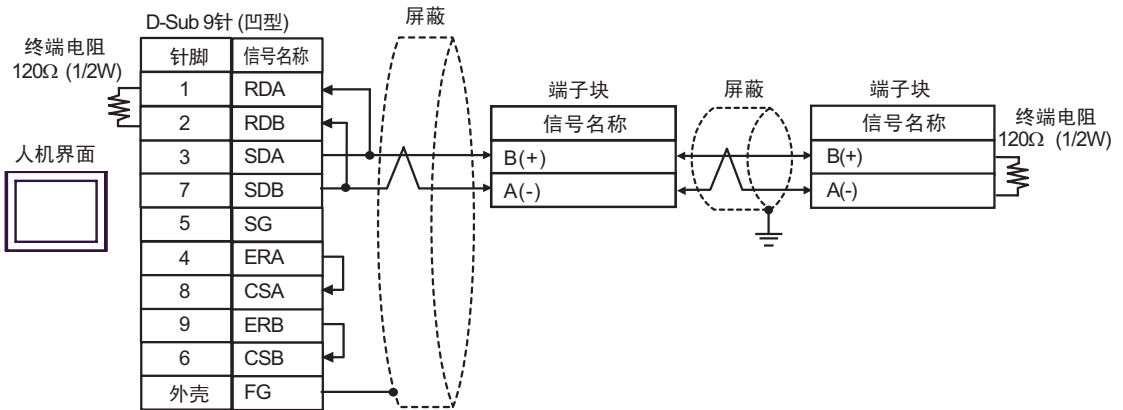 D-Sub 9针 (凹型)
屏蔽
终端电阻
120Ω (1/2W)
针脚 信号名称
1 RDA
2 RDB
3 SDA
7 SDB
5 SG
4 ERA
8 CSA
9 ERB
6 CSB
外壳 FG
人机界面
端子块
信号名称
B(+)
A(-)
屏蔽
端子块
信号名称
B(+)
A(-)
终端电阻
120Ω (1/2W)